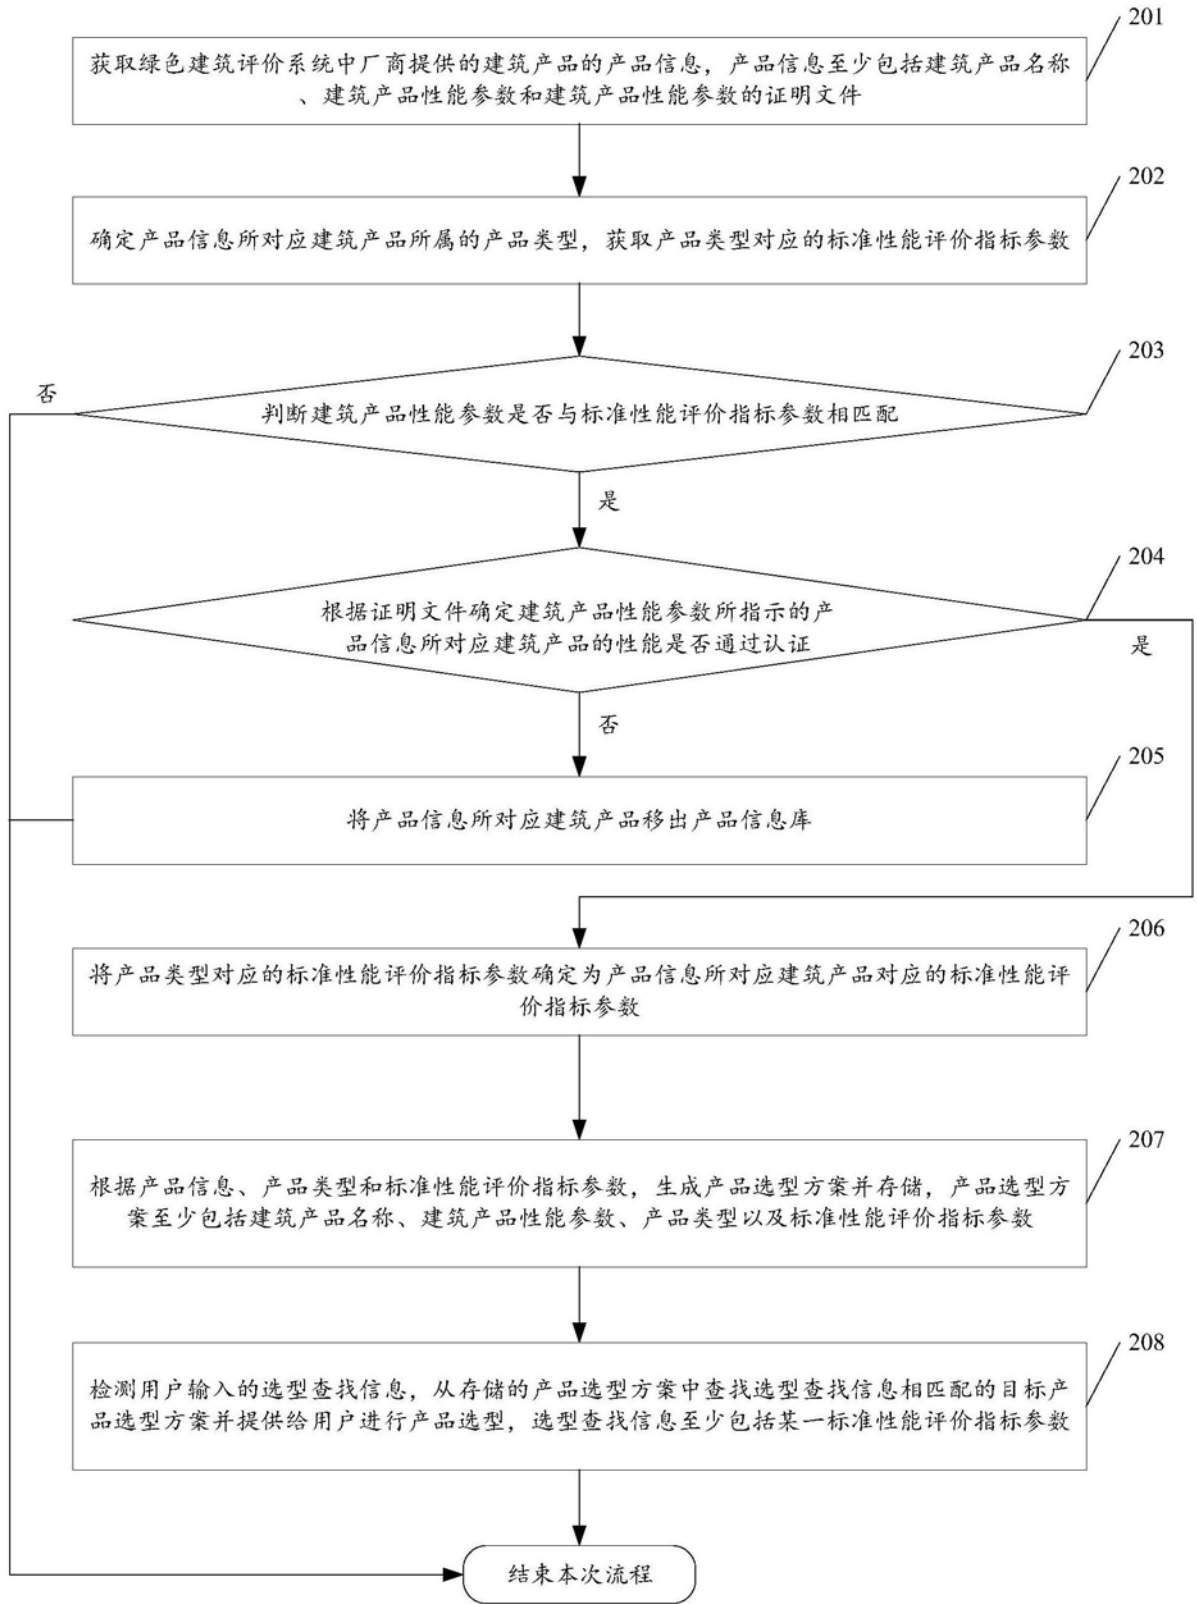 201
获取绿色建筑评价系统中厂商提供的建筑产品的产品信息，产品信息至少包括建筑产品名称
、建筑产品性能参数和建筑产品性能参数的证明文件
202
确定产品信息所对应建筑产品所属的产品类型，获取产品类型对应的标准性能评价指标参数
203
否
判断建筑产品性能参数是否与标准性能评价指标参数相匹配
是
204
根据证明文件确定建筑产品性能参数所指示的产
品信息所对应建筑产品的性能是否通过认证
是
否
205
将产品信息所对应建筑产品移出产品信息库
206
将产品类型对应的标准性能评价指标参数确定为产品信息所对应建筑产品对应的标准性能评
价指标参数
207
根据产品信息、产品类型和标准性能评价指标参数，生成产品选型方案并存储，产品选型方
案至少包括建筑产品名称、建筑产品性能参数、产品类型以及标准性能评价指标参数
208
检测用户输入的选型查找信息，从存储的产品选型方案中查找选型查找信息相匹配的目标产
品选型方案并提供给用户进行产品选型，选型查找信息至少包括某一标准性能评价指标参数
结束本次流程